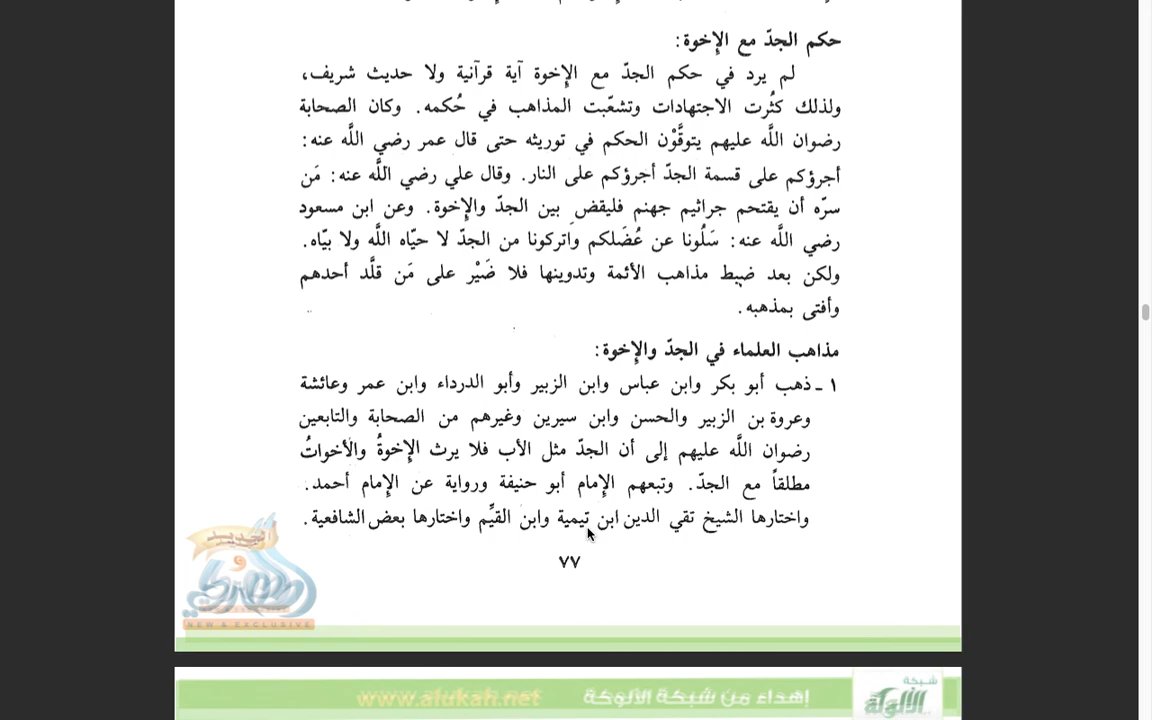 حكم الجدّ مع الإخوة:
لم يرد في حكم الجدّ مع الإخوة آية قرآنية ولا حديث شريف،
ولذلك كثُرت الاجتهادات وتشعّبت المذاهب في حُكمه. وكان الصحابة
رضوان اللَّه عليهم يتوقَّوْن الحكم في توريثه حتى قال عمر رضي اللَّه عنه:
أجرؤكم على قسمة الجدّ أجرؤكم على النار. وقال علي رضي اللَّه عنه: مَن
سرّه أن يقتحم جراثيم جهنم فليقض بين الجدّ والإخوة. وعن ابن مسعود
رضي اللَّه عنه: سَلُونا عن عُضَلكم واتركونا من الجدّ لا حيّاه اللَّه ولا بيّاه.
ولكن بعد ضبط مذاهب الأئمة وتدوينها فلا ضَيْر على مَن قلَّد أحدهم
وأفتى بمذهبه.
مذاهب العلماء في الجدّ والإخوة:
١ - ذهب أبو بكر وابن عباس وابن الزبير وأبو الدرداء وابن عمر وعائشة
وعروة بن الزبير والحسن وابن سيرين وغيرهم من الصحابة والتابعين
رضوان اللَّه عليهم إلى أن الجدّ مثل الأب فلا يرث الإخوةُ والأخواتُ
مطلقاً مع الجدّ. وتبعهم الإمام أبو حنيفة ورواية عن الإمام أحمد.
واختارها الشيخ تقي الدين ابن تيمية وابن القيِّم واختارها بعض الشافعية.
٧٧
NEW & EXCLUSIVE
شبكة
الألوكة
إهداء من شبكة الألوكة
www.alukah.net